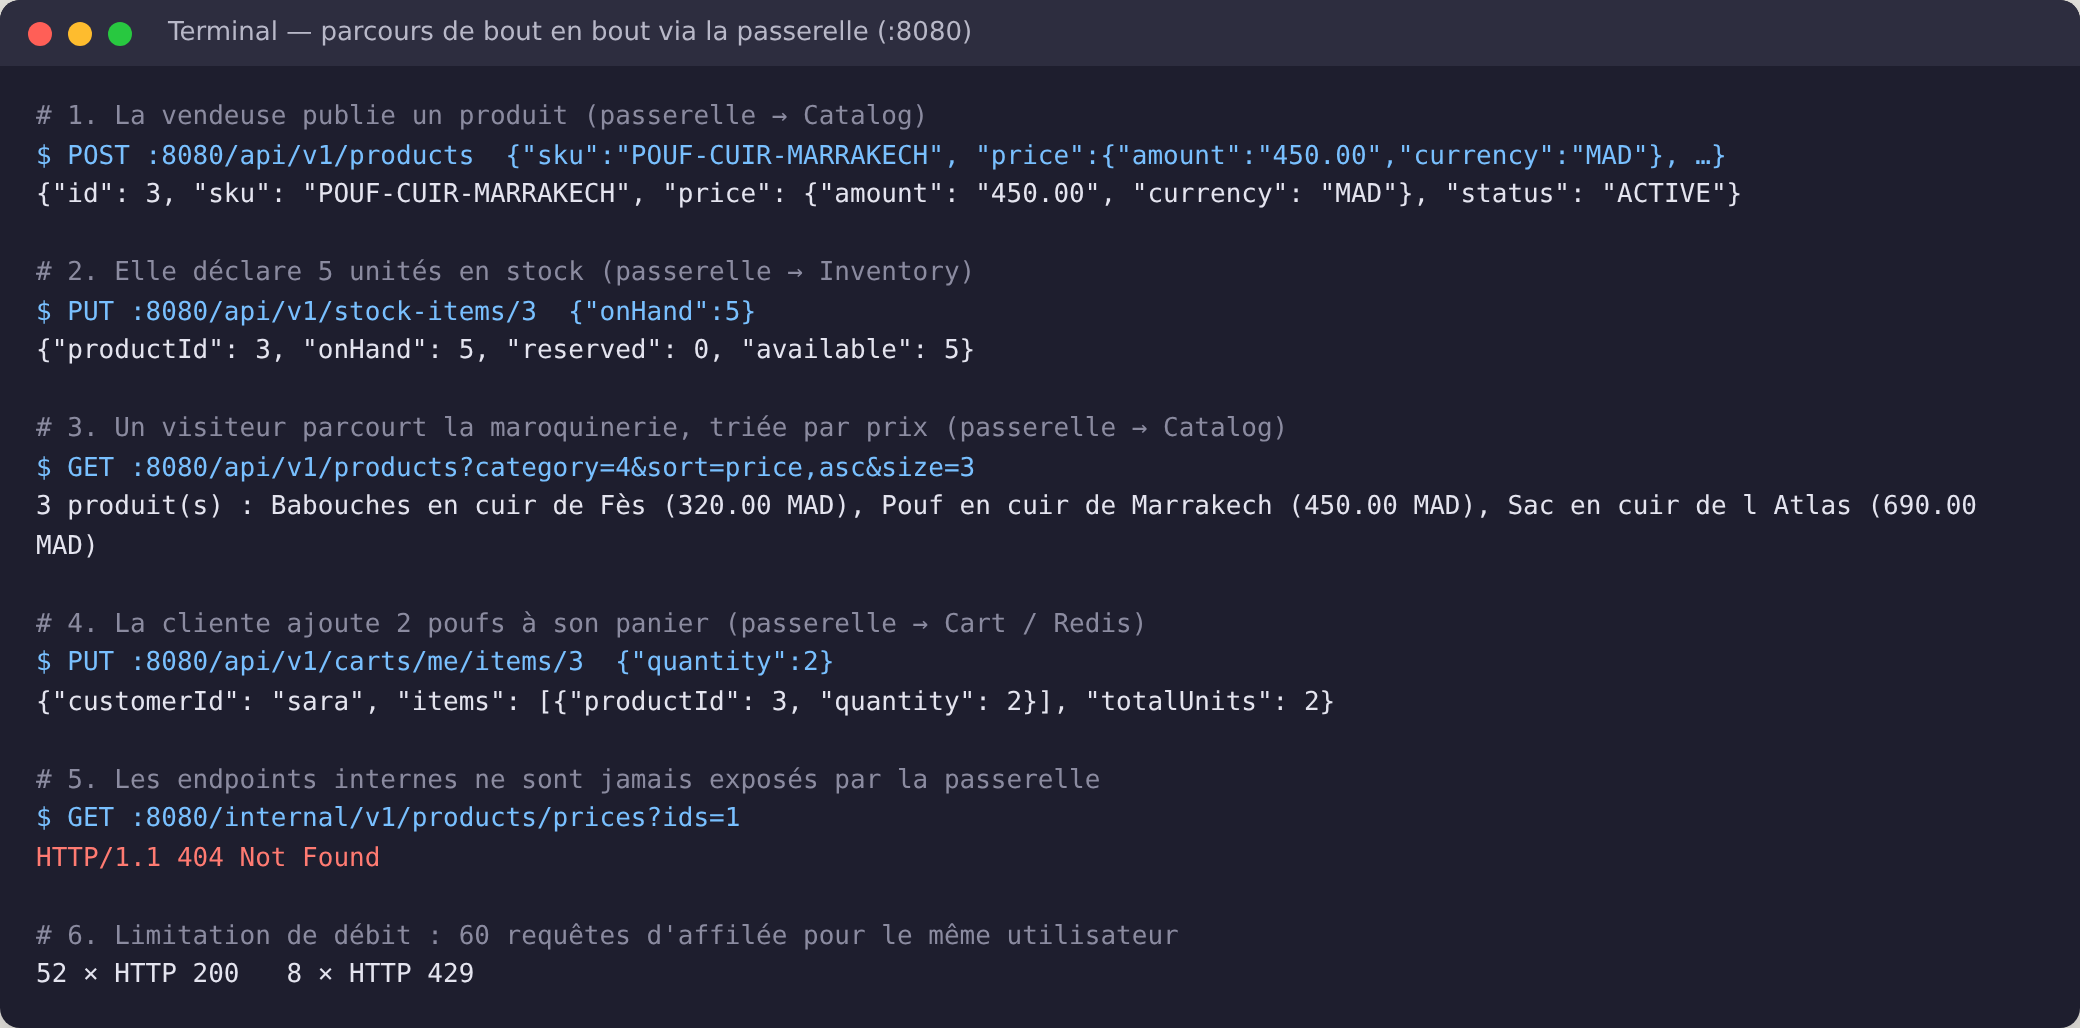 Terminal — parcours de bout en bout via la passerelle (:8080)
# 1. La vendeuse publie un produit (passerelle → Catalog)
$ POST :8080/api/v1/products  {"sku":"POUF-CUIR-MARRAKECH", "price":{"amount":"450.00","currency":"MAD"}, …}
{"id": 3, "sku": "POUF-CUIR-MARRAKECH", "price": {"amount": "450.00", "currency": "MAD"}, "status": "ACTIVE"}
# 2. Elle déclare 5 unités en stock (passerelle → Inventory)
$ PUT :8080/api/v1/stock-items/3  {"onHand":5}
{"productId": 3, "onHand": 5, "reserved": 0, "available": 5}
# 3. Un visiteur parcourt la maroquinerie, triée par prix (passerelle → Catalog)
$ GET :8080/api/v1/products?category=4&sort=price,asc&size=3
3 produit(s) : Babouches en cuir de Fès (320.00 MAD), Pouf en cuir de Marrakech (450.00 MAD), Sac en cuir de l Atlas (690.00
MAD)
# 4. La cliente ajoute 2 poufs à son panier (passerelle → Cart / Redis)
$ PUT :8080/api/v1/carts/me/items/3  {"quantity":2}
{"customerId": "sara", "items": [{"productId": 3, "quantity": 2}], "totalUnits": 2}
# 5. Les endpoints internes ne sont jamais exposés par la passerelle
$ GET :8080/internal/v1/products/prices?ids=1
HTTP/1.1 404 Not Found
# 6. Limitation de débit : 60 requêtes d'affilée pour le même utilisateur
52 × HTTP 200   8 × HTTP 429